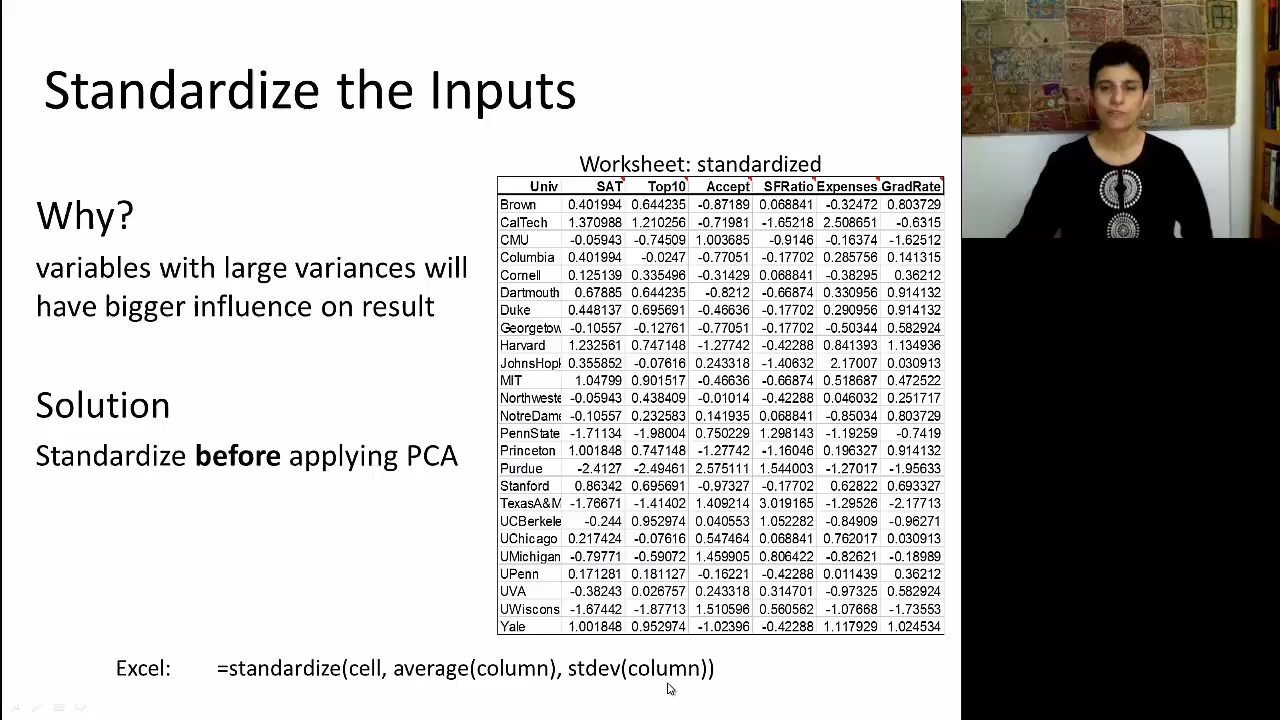 Standardize the Inputs
Why?
variables with large variances will
have bigger influence on result
Solution
Standardize before applying PCA
Worksheet: standardized
Univ SAT Top10 Accept SFRatio Expenses GradRate
Brown 0.401994 0.644235 -0.87189 0.068841 -0.32472 0.803729
CalTech 1.370988 1.210256 -0.71981 -1.65218 2.508651 -0.6315
CMU -0.05943 -0.74509 1.003685 -0.9146 -0.16374 -1.62512
Columbia 0.401994 -0.0247 -0.77051 -0.17702 0.285756 0.141315
Cornell 0.125139 0.335496 -0.31429 0.068841 -0.38295 0.36212
Dartmouth 0.67885 0.644235 -0.8212 -0.66874 0.330956 0.914132
Duke 0.448137 0.695691 -0.46636 -0.17702 0.290956 0.914132
Georgetow -0.10557 -0.12761 -0.77051 -0.17702 -0.50344 0.582924
Harvard 1.232561 0.747148 -1.27742 -0.42288 0.841393 1.134936
JohnsHopk 0.355852 -0.07616 0.243318 -1.40632 2.17007 0.030913
MIT 1.04799 0.901517 -0.46636 -0.66874 0.518687 0.472522
Northweste -0.05943 0.438409 -0.01014 -0.42288 0.046032 0.251717
NotreDame -0.10557 0.232583 0.141935 0.068841 -0.85034 0.803729
PennState -1.71134 -1.98004 0.750229 1.298143 -1.19259 -0.7419
Princeton 1.001848 0.747148 -1.27742 -1.16046 0.196327 0.914132
Purdue -2.4127 -2.49461 2.575111 1.544003 -1.27017 -1.95633
Stanford 0.86342 0.695691 -0.97327 -0.17702 0.62822 0.693327
TexasA&M -1.76671 -1.41402 1.409214 3.019165 -1.29526 -2.17713
UCBerkele -0.244 0.952974 0.040553 1.052282 -0.84909 -0.96271
UChicago 0.217424 -0.07616 0.547464 0.068841 0.762017 0.030913
UMichigan -0.79771 -0.59072 1.459905 0.806422 -0.82621 -0.18989
UPenn 0.171281 0.181127 -0.16221 -0.42288 0.011439 0.36212
UVA -0.38243 0.026757 0.243318 0.314701 -0.97325 0.582924
UWiscons -1.67442 -1.87713 1.510596 0.560562 -1.07668 -1.73553
Yale 1.001848 0.952974 -1.02396 -0.42288 1.117929 1.024534
Excel: =standardize(cell, average(column), stdev(column))